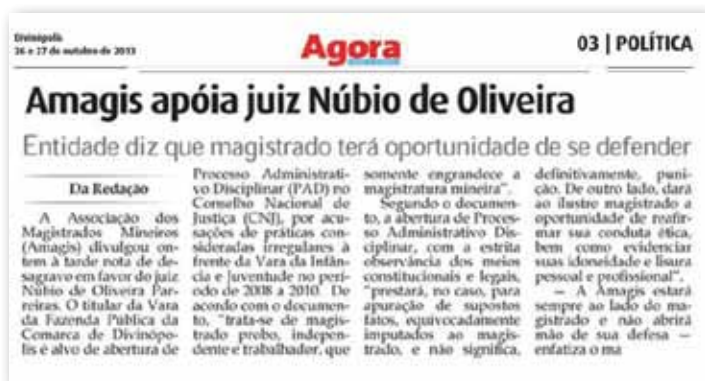 Divinópolis
26 e 27 de outubro de 2013
Agora
03 | POLÍTICA
Amagis apóia juiz Núbio de Oliveira
Entidade diz que magistrado terá oportunidade de se defender
Da Redação
A Associação dos
Magistrados Mineiros
(Amagis) divulgou on-
tem à tarde nota de de-
sagravo em favor do juiz
Núbio de Oliveira Par-
reiras. O titular da Vara
da Fazenda Pública da
Comarca de Divinópo-
lis é alvo de abertura de
Processo Administrati-
vo Disciplinar (PAD) no
Conselho Nacional de
Justiça (CNJ), por acu-
sações de práticas con-
sideradas irregulares à
frente da Vara da Infân-
cia e Juventude no perí-
odo de 2008 a 2010. De
acordo com o documen-
to, "trata-se de magis-
trado probo, indepen-
dente e trabalhador, que
somente engrandece a
magistratura mineira".
Segundo o documen-
to, a abertura de Proces-
so Administrativo Dis-
ciplinar, com a estrita
observância dos meios
constitucionais e legais,
"prestará, no caso, para
apuração de supostos
fatos, equivocadamente
imputados ao magis-
trado, e não significa,
definitivamente, puni-
ção. De outro lado, dará
ao ilustre magistrado a
oportunidade de reafir-
mar sua conduta ética,
bem como evidenciar
suas idoneidade e lisura
pessoal e profissional".
— A Amagis estará
sempre ao lado do ma-
gistrado e não abrirá
mão de sua defesa —
enfatiza o ma